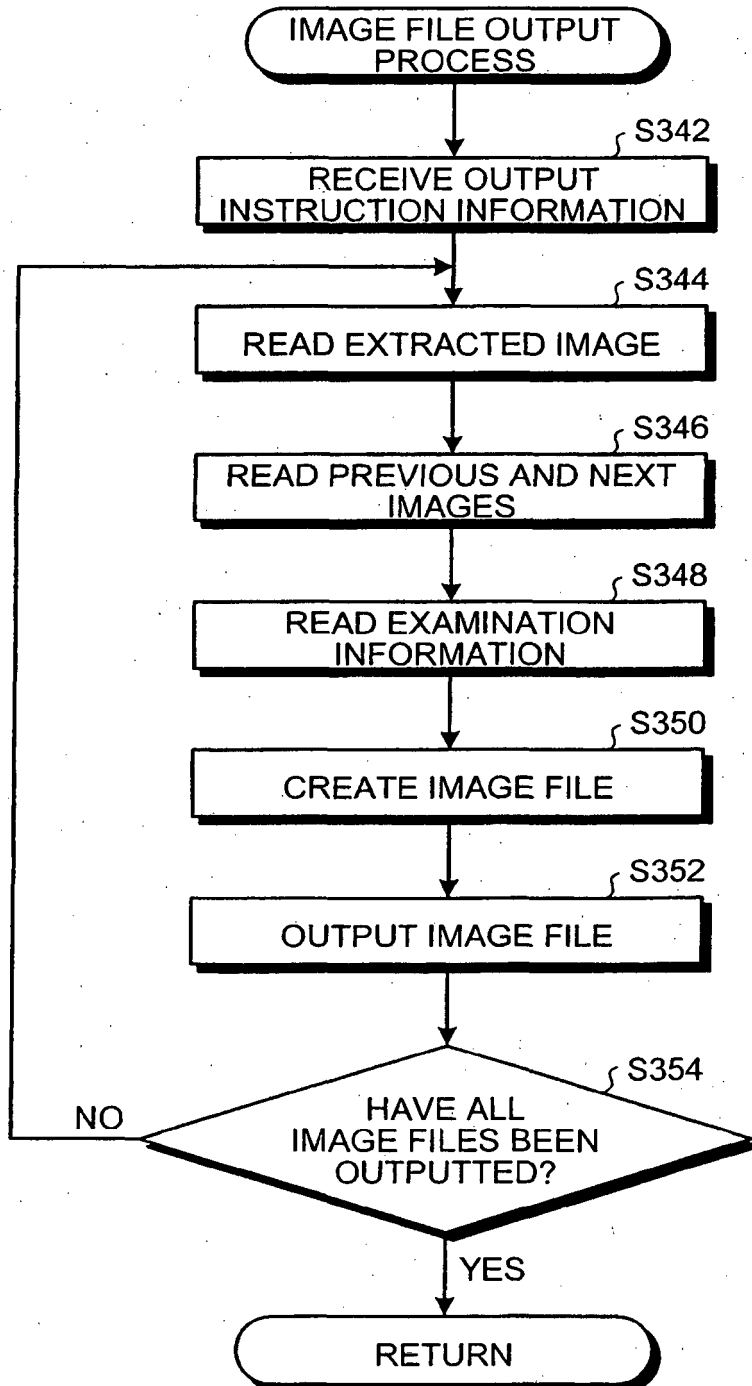 IMAGE FILE OUTPUT
PROCESS
S342
RECEIVE OUTPUT
INSTRUCTION INFORMATION
S344
READ EXTRACTED IMAGE
S346
READ PREVIOUS AND NEXT
IMAGES
S348
READ EXAMINATION
INFORMATION
S350
CREATE IMAGE FILE
S352
OUTPUT IMAGE FILE
S354
HAVE ALL
IMAGE FILES BEEN
OUTPUTTED?
NO
YES
RETURN